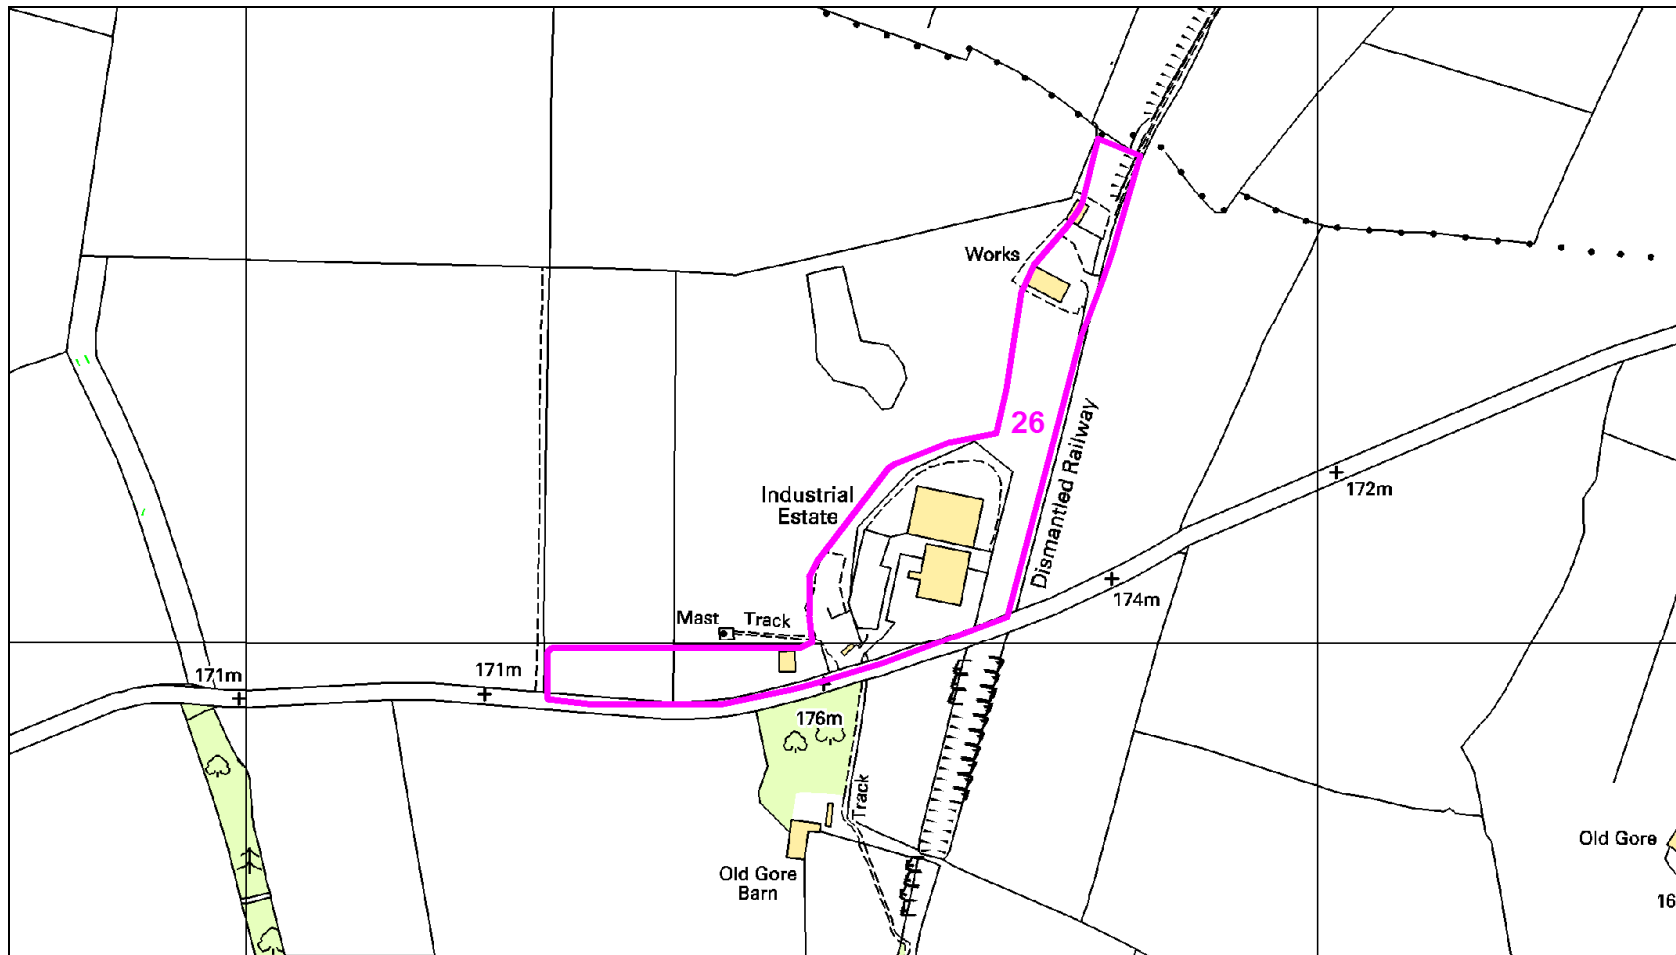 Works
26
Industrial
Estate
Dismantled Railway
172m
174m
Mast
Track
171m
171m
176m
Track
Old Gore
Barn
Old Gore
16